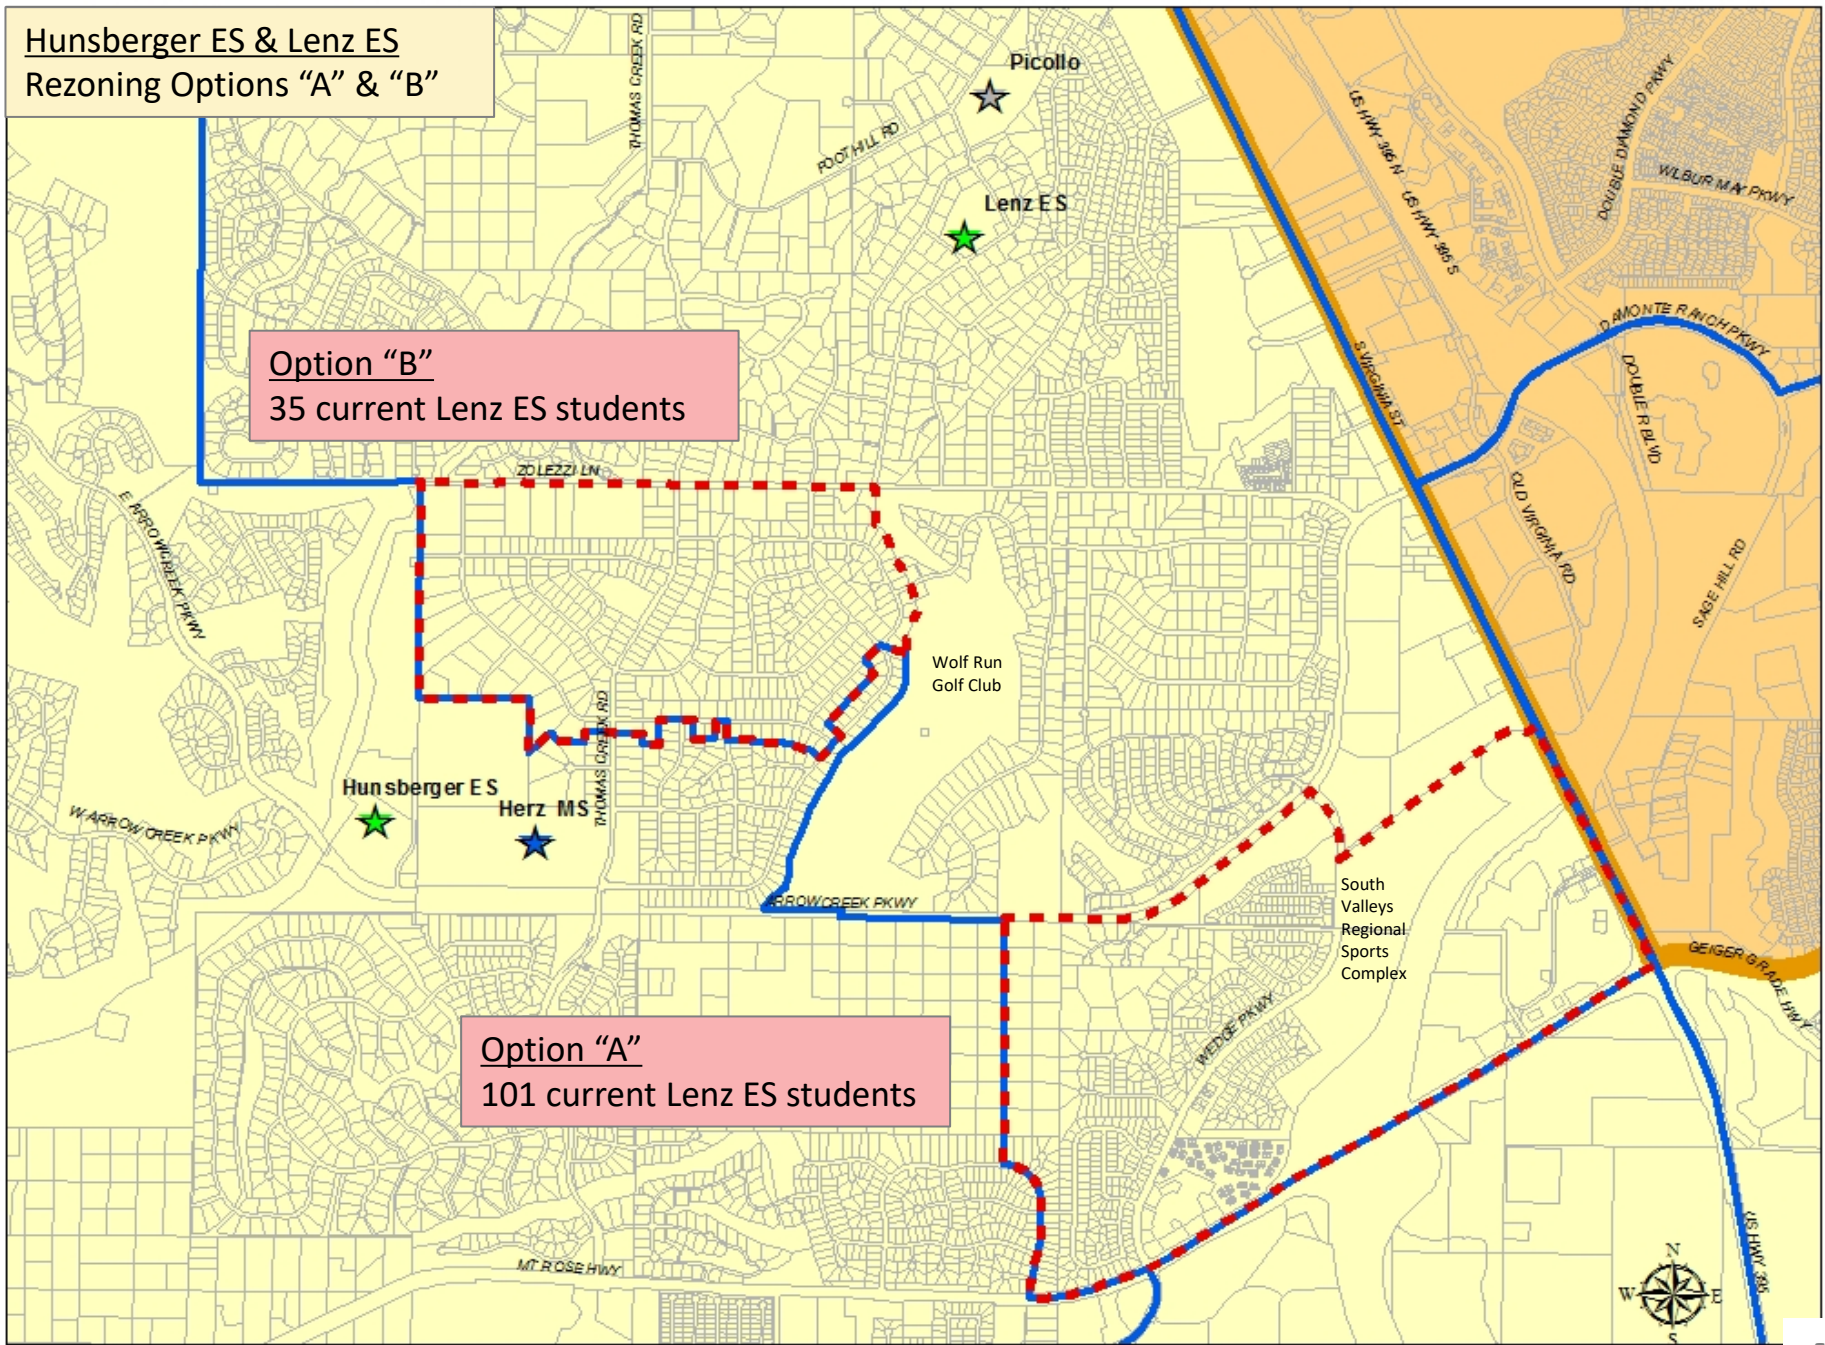 Hunsberger ES & Lenz ES
Rezoning Options “A” & “B”
THOMAS CREEK RD
Picollo
FOOTHILL RD
Lenz ES
US HWY 395 N
US HWY 395 S
DOUBLE DAMOND PKWY
WILBUR MAY PKWY
DAMONTE RANCH PKWY
S VIRGINIA ST
DOUBLE R BLVD
Option “B”
35 current Lenz ES students
ZOLEZZI LN
E ARROWCREEK PKWY
OLD VIRGINIA RD
SAGE HILL RD
Wolf Run
Golf Club
THOMAS CREEK RD
Hunsberger ES
Herz MS
W ARROWCREEK PKWY
ARROWCREEK PKWY
South
Valleys
Regional
Sports
Complex
GEIGER GRADE HWY
WEDGE PKWY
Option “A”
101 current Lenz ES students
MT ROSE HWY
US HWY 395
N
W
E
S